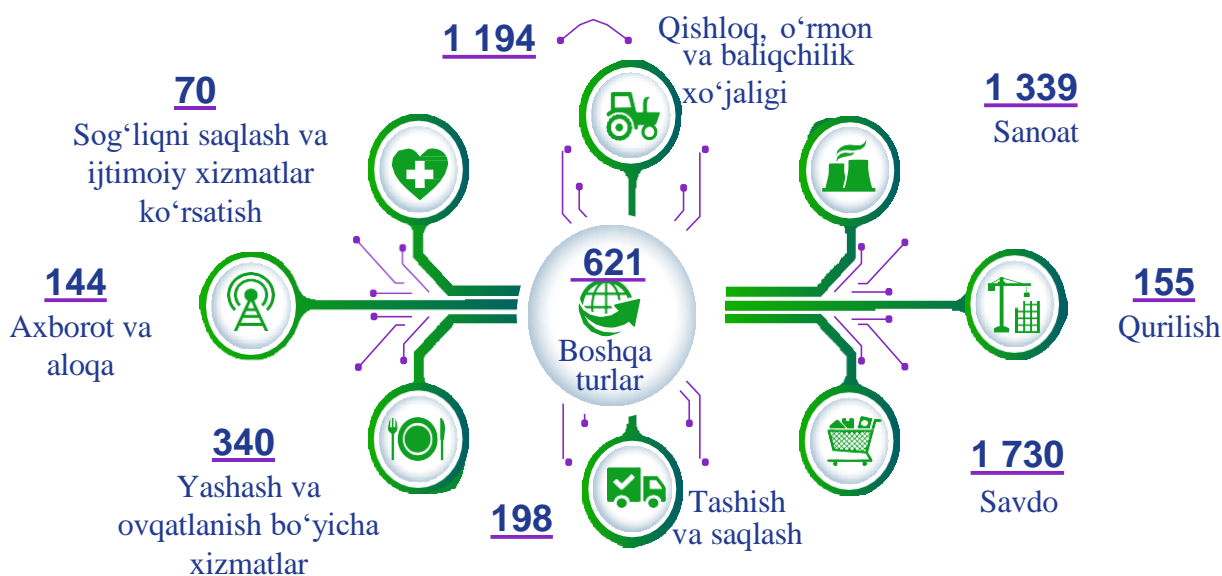 1 194
Qishloq, o‘rmon
va baliqchilik
xo‘jaligi
70
Sog‘liqni saqlash va
ijtimoiy xizmatlar
ko‘rsatish
1 339
Sanoat
144
Axborot va
aloqa
621
Boshqa
turlar
155
Qurilish
340
Yashash va
ovqatlanish bo‘yicha
xizmatlar
198
Tashish
va saqlash
1 730
Savdo